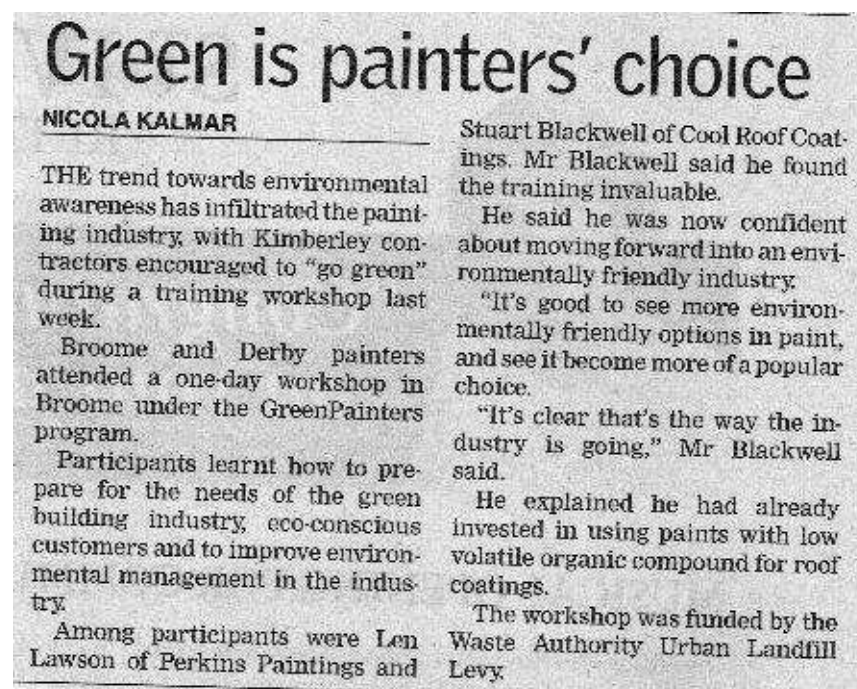 Green is painters' choice
NICOLA KALMAR
THE trend towards environmental
awareness has infiltrated the paint-
ing industry, with Kimberley con-
tractors encouraged to "go green"
during a training workshop last
week.
Broome and Derby painters
attended a one-day workshop in
Broome under the GreenPainters
program.
Participants learnt how to pre-
pare for the needs of the green
building industry, eco-conscious
customers and to improve environ-
mental management in the indus-
try.
Among participants were Len
Lawson of Perkins Paintings and
Stuart Blackwell of Cool Roof Coat-
ings. Mr Blackwell said he found
the training invaluable.
He said he was now confident
about moving forward into an envi-
ronmentally friendly industry.
"It's good to see more environ-
mentally friendly options in paint,
and see it become more of a popular
choice.
"It's clear that's the way the in-
dustry is going," Mr Blackwell
said.
He explained he had already
invested in using paints with low
volatile organic compound for roof
coatings.
The workshop was funded by the
Waste Authority Urban Landfill
Levy.